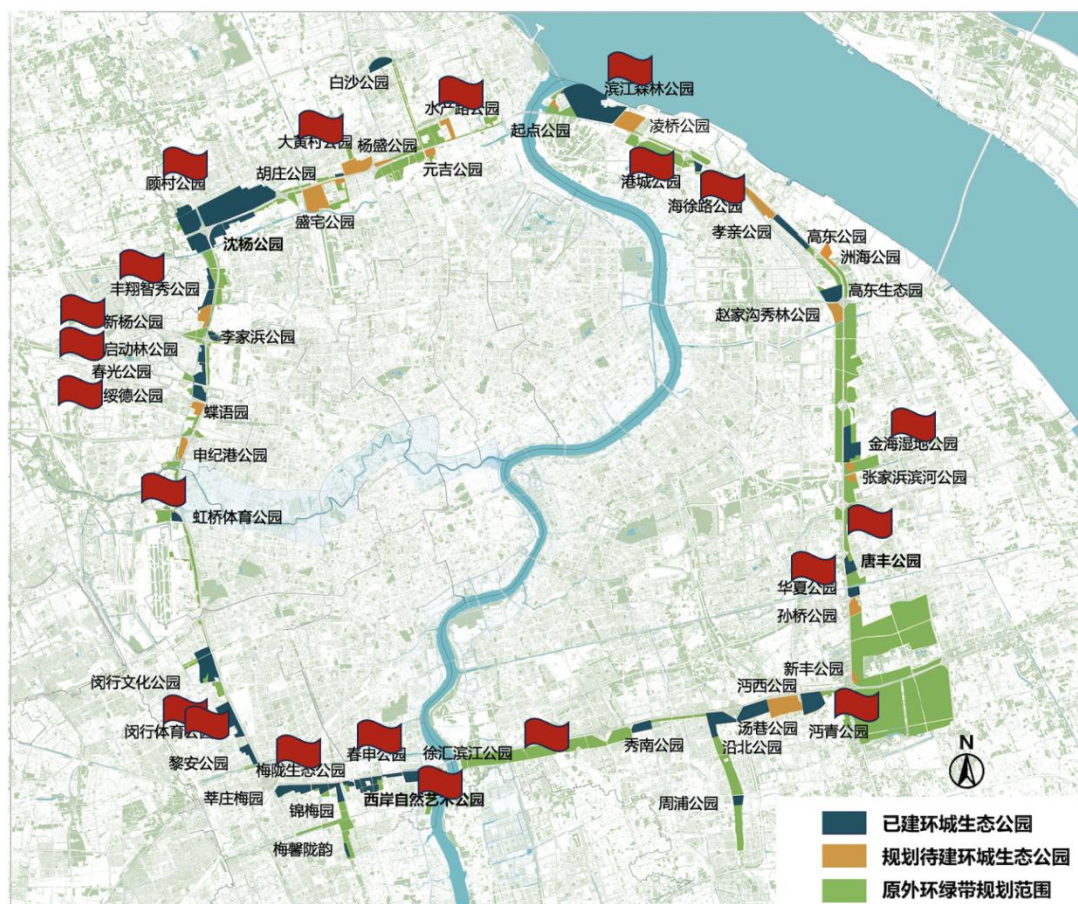 白沙公园
水产路公园
滨江森林公园
起点公园
凌桥公园
大黄村公园
杨盛公园
元吉公园
胡庄公园
顾村公园
盛宅公园
沈杨公园
港城公园
海徐路公园
孝亲公园
高东公园
洲海公园
高东生态园
赵家沟秀林公园
丰翔智秀公园
新杨公园
李家浜公园
启动林公园
春光公园
绥德公园
蝶语园
申纪港公园
虹桥体育公园
金海湿地公园
张家浜滨河公园
唐丰公园
华夏公园
孙桥公园
新丰公园
沔西公园
汤巷公园
沔青公园
闵行文化公园
闵行体育公园
黎安公园
梅陇生态公园
春申公园
徐汇滨江公园
秀南公园
沿北公园
莘庄梅园
锦梅园
西岸自然艺术公园
周浦公园
梅馨陇韵
N
已建环城生态公园
规划待建环城生态公园
原外环绿带规划范围